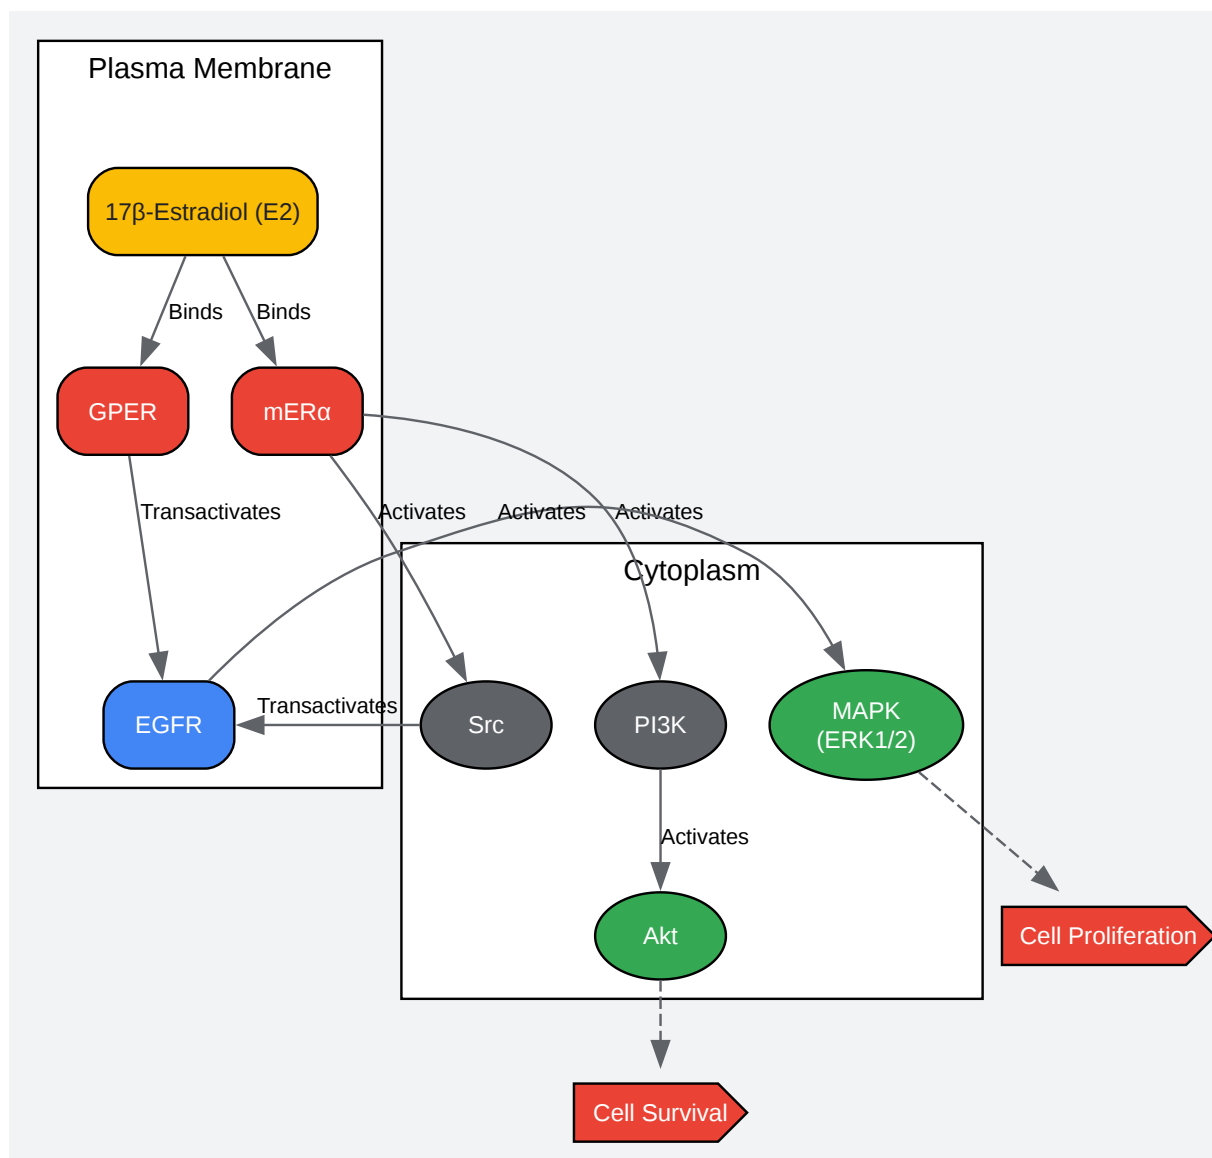 Plasma Membrane
17β-Estradiol (E2)
Binds
Binds
GPER
mERα
Transactivates
Activates
Activates
Activates
Cytoplasm
EGFR
Transactivates
Src
PI3K
MAPK
(ERK1/2)
Activates
Akt
Cell Proliferation
Cell Survival